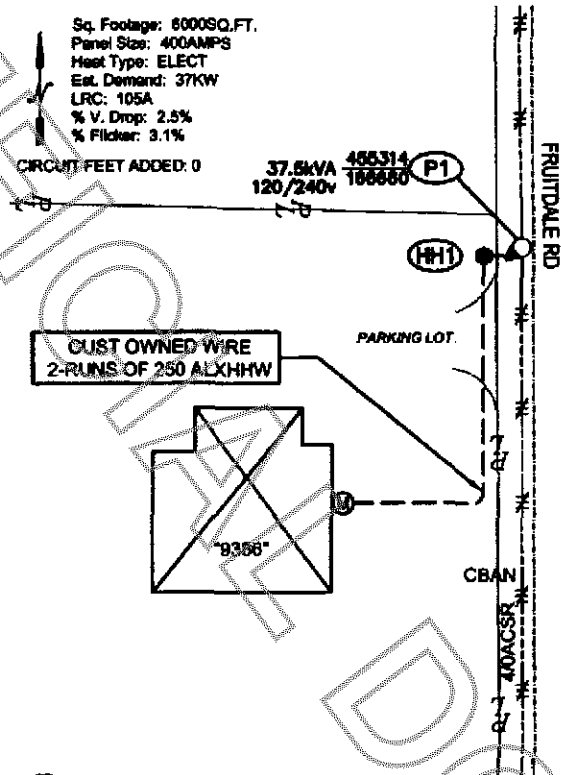 Sq. Footage: 6000SQ.FT.
Panel Size: 400AMPS
Heat Type: ELECT
Est. Demand: 37KW
LRC: 105A
% V. Drop: 2.5%
% Flicker: 3.1%
N
CIRCUIT FEET ADDED: 0
37.5kVA
120/240v
P1
FRUITDALE RD
HH1
PARKING LOT
CUST OWNED WIRE
2-RUNS OF 250 ALXHHW
M
"9356"
CBAN
4/0ACSR